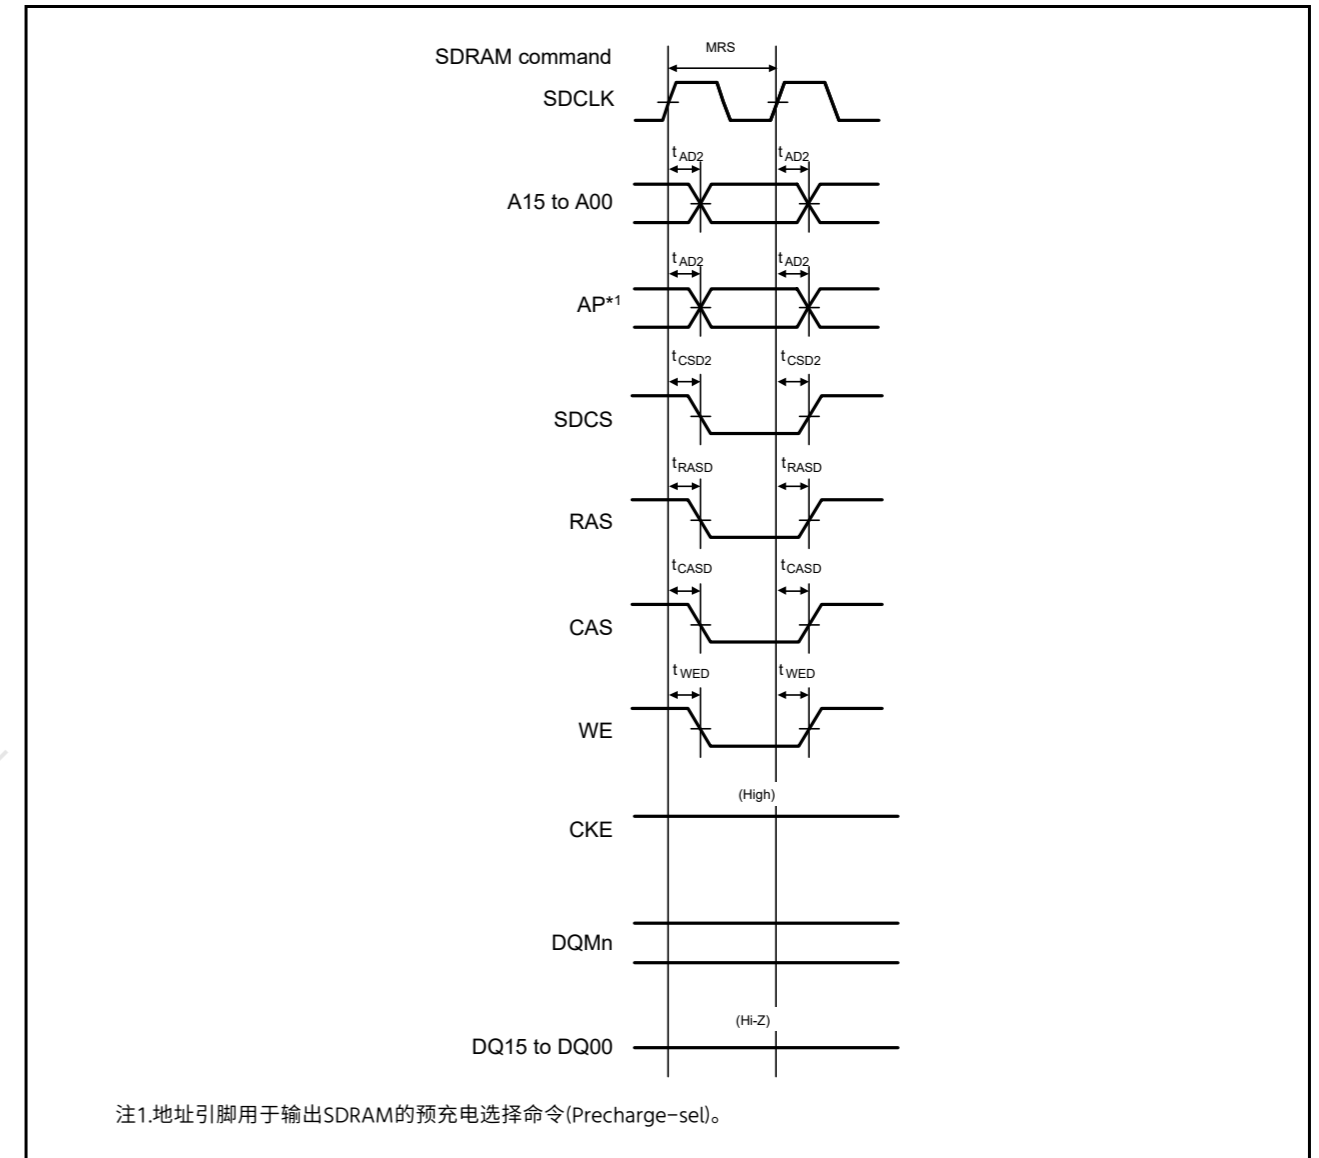 MRS
SDRAM command
SDCLK
tAD2 tAD2
A15 to A00
tAD2 tAD2
AP*1
tCSD2 tCSD2
SDCS
tRASD tRASD
RAS
tCASD tCASD
CAS
tWED tWED
WE
(High)
CKE
DQMn
(Hi-Z)
DQ15 to DQ00
注1.地址引脚用于输出SDRAM的预充电选择命令(Precharge-sel)。